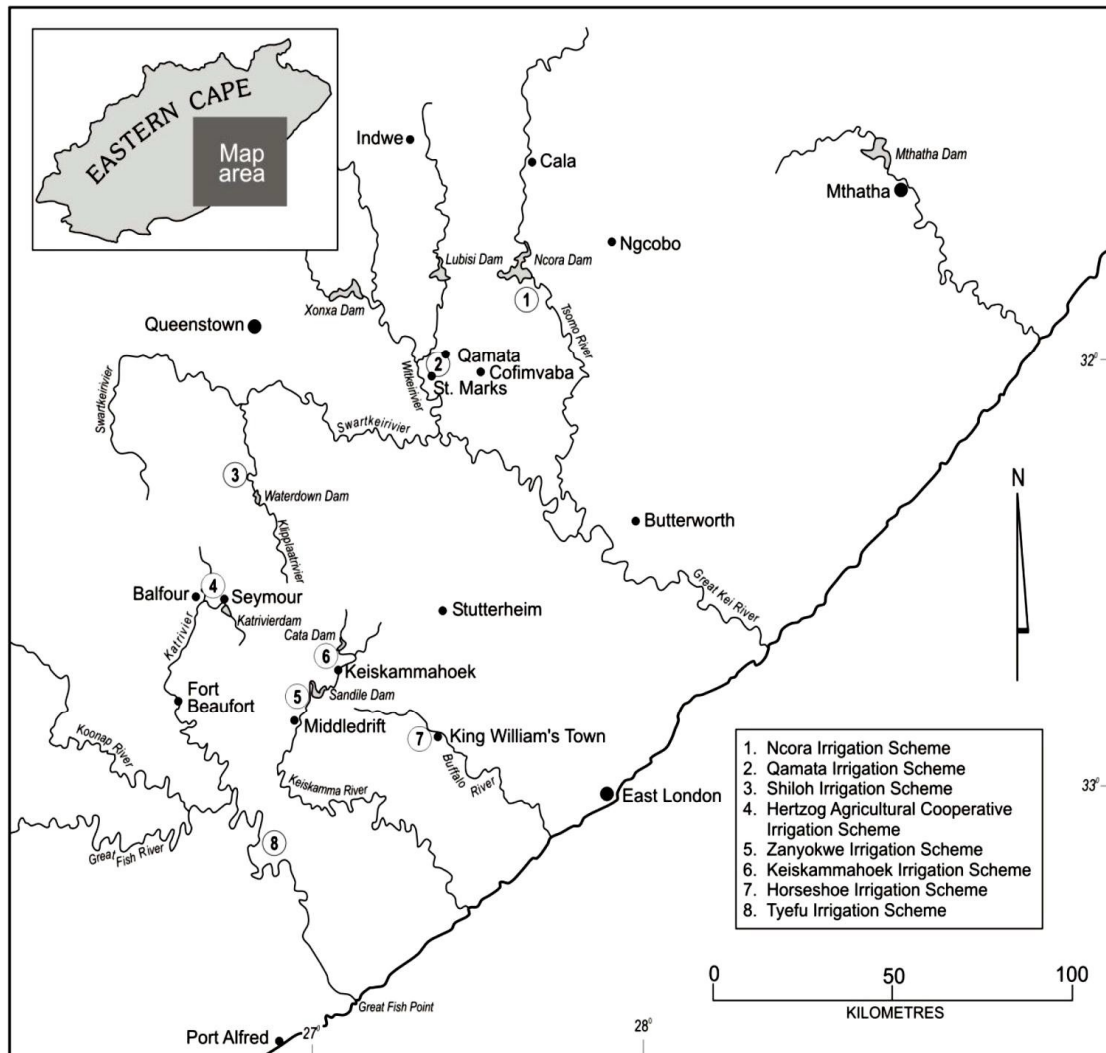 EASTERN CAPE
Map
area
Indwe
Cala
Mthatha Dam
Mthatha
Ngcobo
Lubisi Dam
Ncora Dam
Xonxa Dam
1
Tsomo River
Queenstown
Qamata
2
Cofimvaba
St. Marks
Witkeirivier
32⁰
Swartkeirivier
Swartkeirivier
3
Waterdown Dam
N
Klipplaatrivier
Butterworth
Great Kei River
4
Balfour
Seymour
Katrivierdam
Stutterheim
Katrivier
Cata Dam
6
Keiskammahoek
5
Sandile Dam
Fort
Beaufort
Middledrift
Koonap River
7
King William's Town
Buffalo
River
Keiskamma River
East London
33⁰
8
Great Fish River
1. Ncora Irrigation Scheme
2. Qamata Irrigation Scheme
3. Shiloh Irrigation Scheme
4. Hertzog Agricultural Cooperative
Irrigation Scheme
5. Zanyokwe Irrigation Scheme
6. Keiskammahoek Irrigation Scheme
7. Horseshoe Irrigation Scheme
8. Tyefu Irrigation Scheme
0 50 100
KILOMETRES
Great Fish Point
Port Alfred
27⁰
28⁰